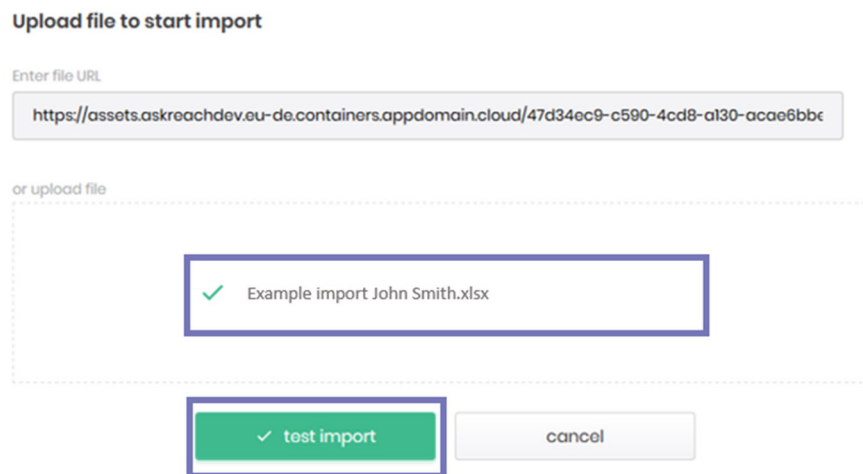 Upload file to start import
Enter file URL
https://assets.askreachdev.eu-de.containers.appdomain.cloud/47d34ec9-c590-4cd8-a130-acae6bbe
or upload file
Example import John Smith.xlsx
test import
cancel